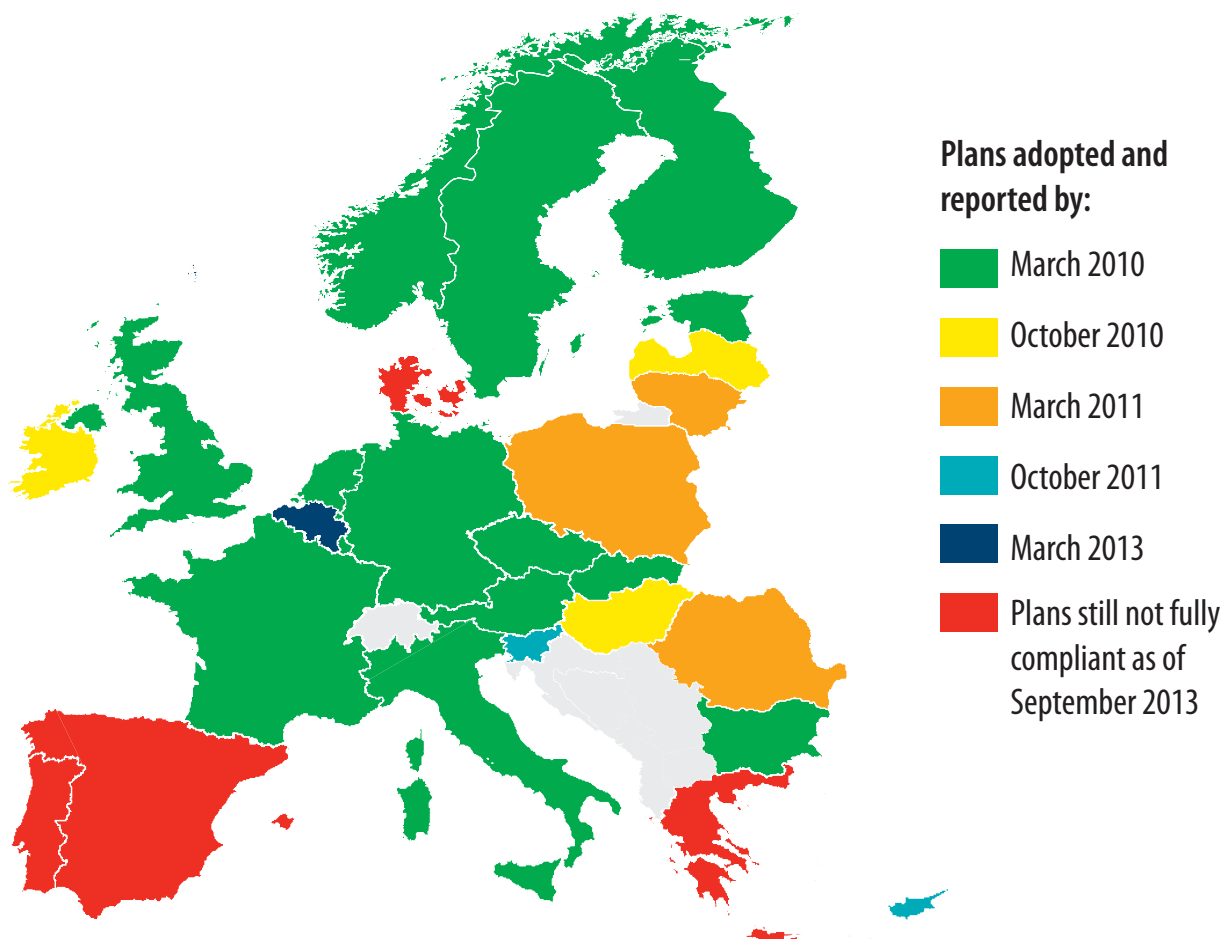 Plans adopted and
reported by:
March 2010
October 2010
March 2011
October 2011
March 2013
Plans still not fully
compliant as of
September 2013